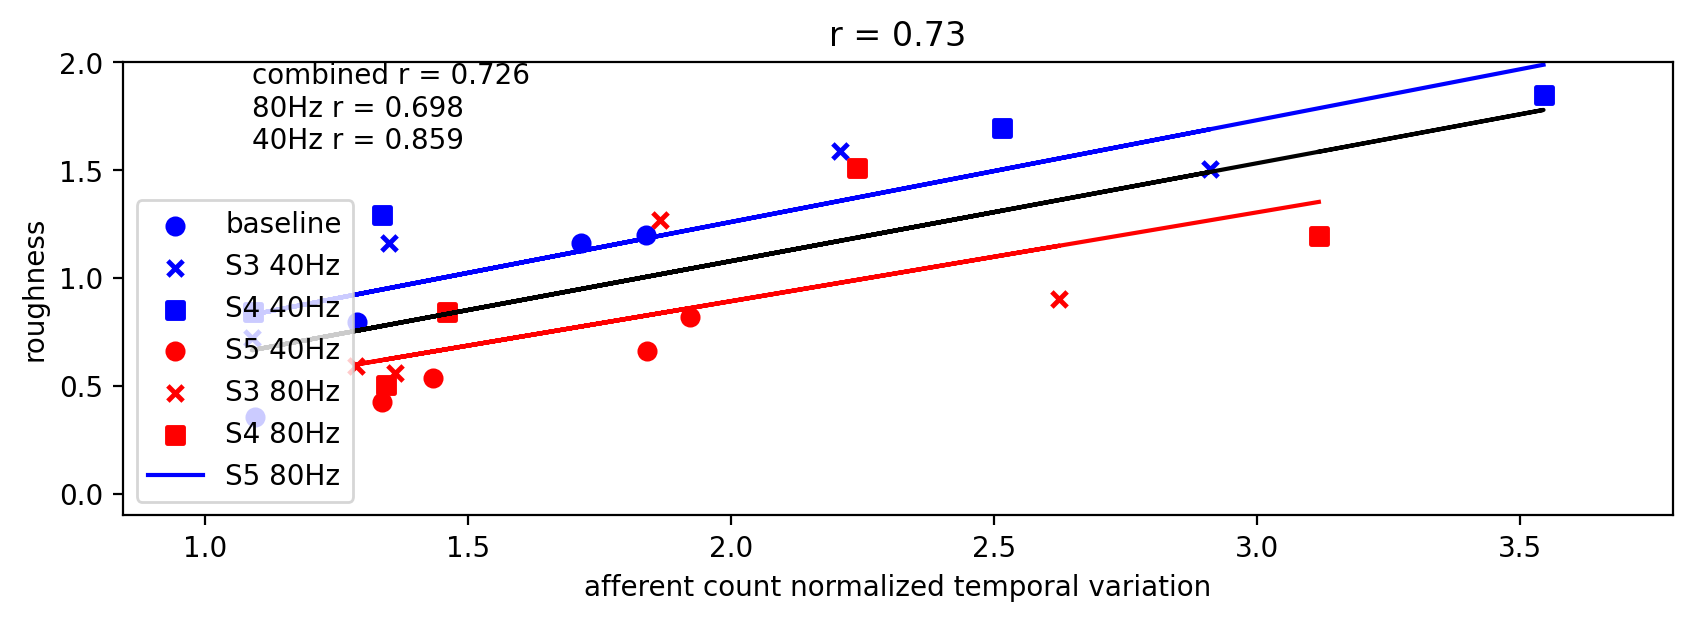 r = 0.73
combined r = 0.726
80Hz r = 0.698
40Hz r = 0.859
baseline
S3 40Hz
S4 40Hz
S5 40Hz
S3 80Hz
S4 80Hz
S5 80Hz
roughness
2.0
1.5
1.0
0.5
0.0
1.0 1.5 2.0 2.5 3.0 3.5
afferent count normalized temporal variation